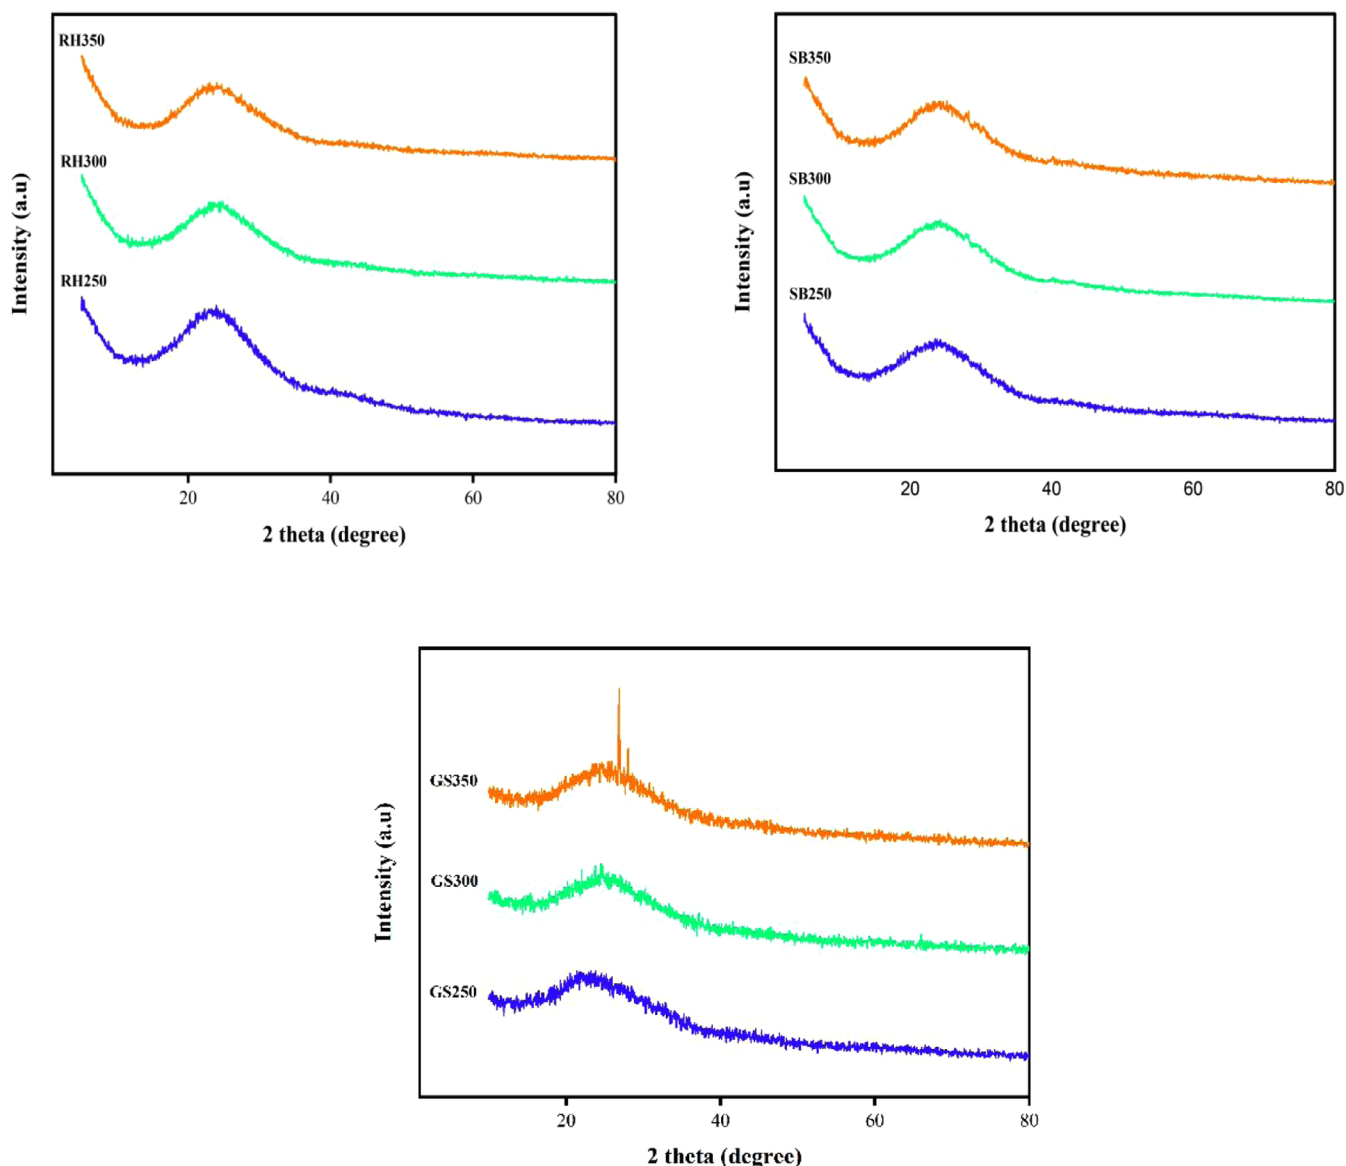 RH350
RH300
RH250
Intensity (a.u)
20 40 60 80
2 theta (degree)
SB350
SB300
SB250
Intensity (a.u)
20 40 60 80
2 theta (degree)
GS350
GS300
GS250
Intensity (a.u)
20 40 60 80
2 theta (degree)